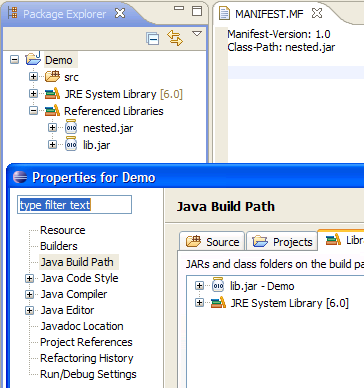 Package Explorer
MANIFEST.MF
Manifest-Version: 1.0
Class-Path: nested.jar
Demo
src
JRE System Library [6.0]
Referenced Libraries
nested.jar
lib.jar
Properties for Demo
type filter text
Resource
Builders
Java Build Path
Java Code Style
Java Compiler
Java Editor
Javadoc Location
Project References
Refactoring History
Run/Debug Settings
Java Build Path
Source
Projects
JARs and class folders on the build
lib.jar - Demo
JRE System Library [6.0]